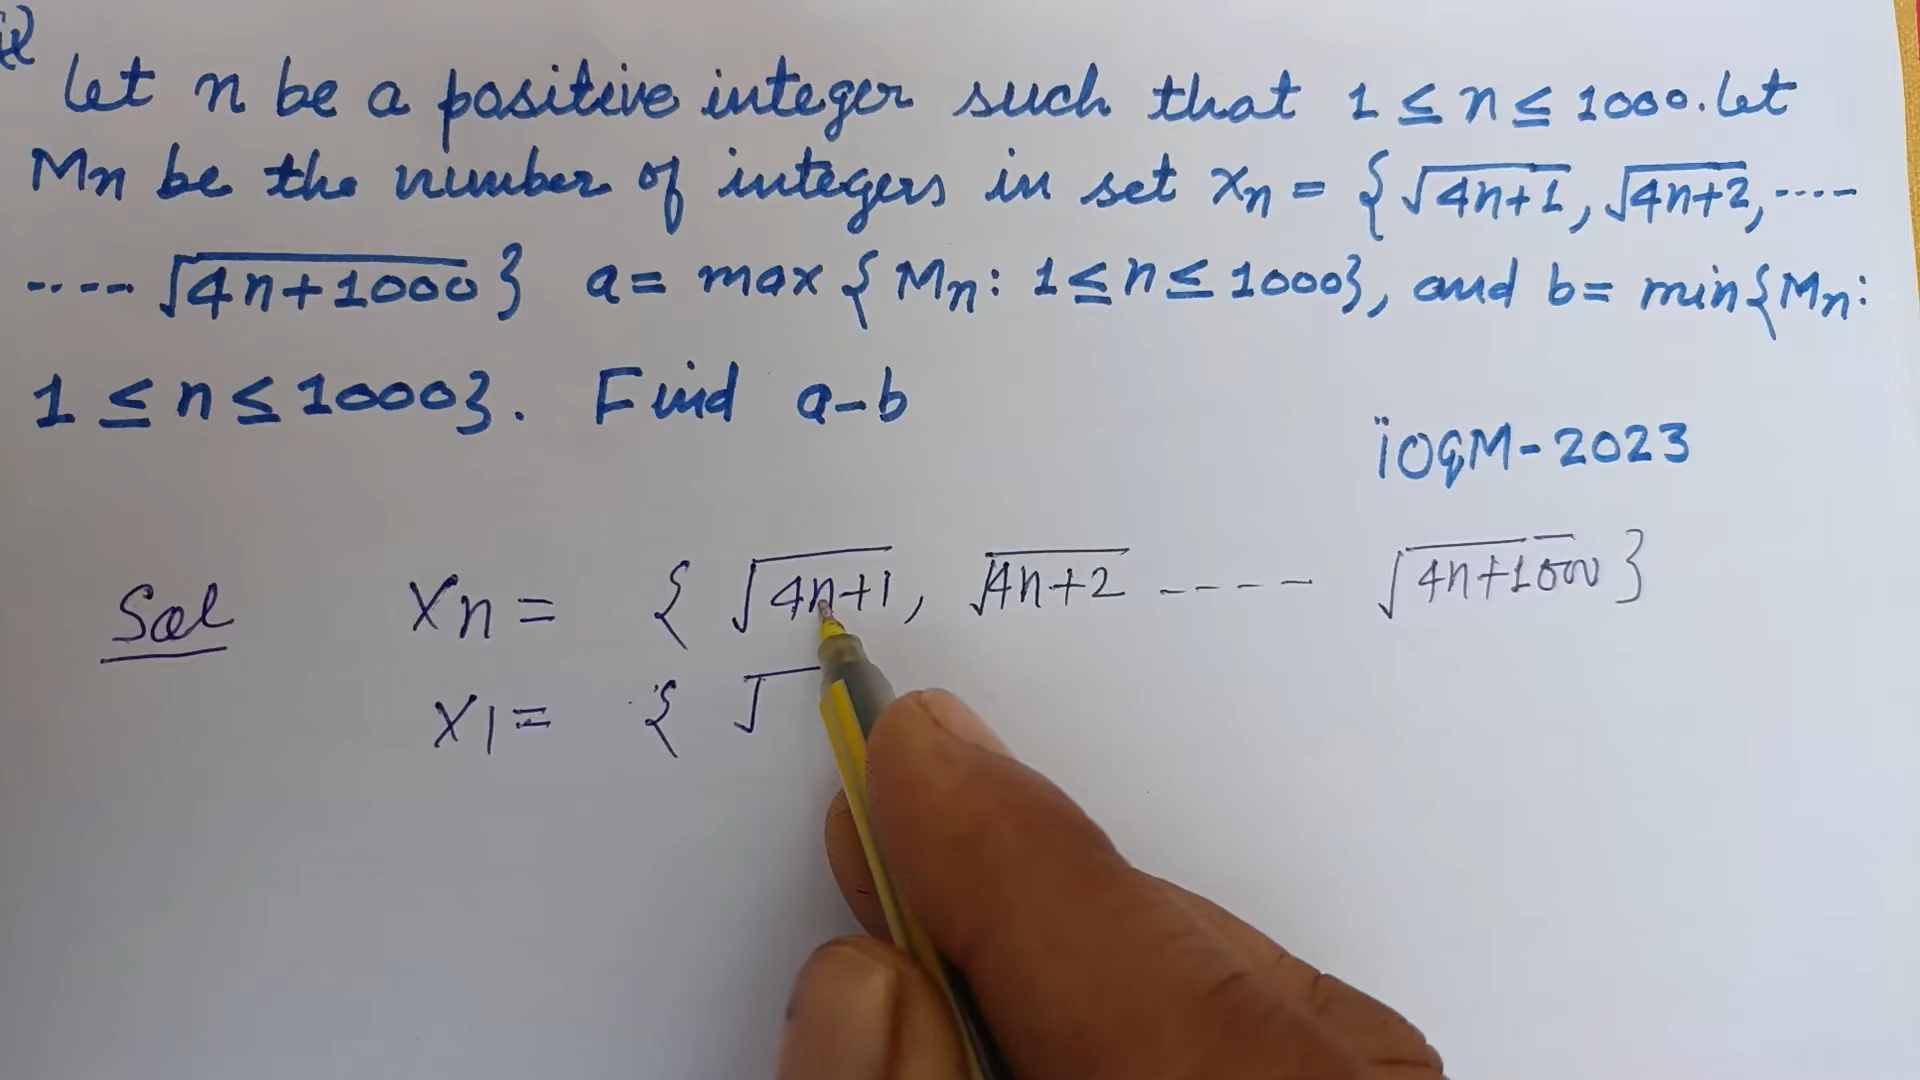 Let n be a positive integer such that 1 ≤ n ≤ 1000. Let
Mn be the number of integers in set Xn = { √4n+1, √4n+2, ----
---- √4n+1000 } a = max { Mn : 1 ≤ n ≤ 1000}, and b = min{Mn :
1 ≤ n ≤ 1000}. Find a-b
IOQM-2023
Sol Xn = { √4n+1, √4n+2 ---- √4n+1000 }
X1 = { √